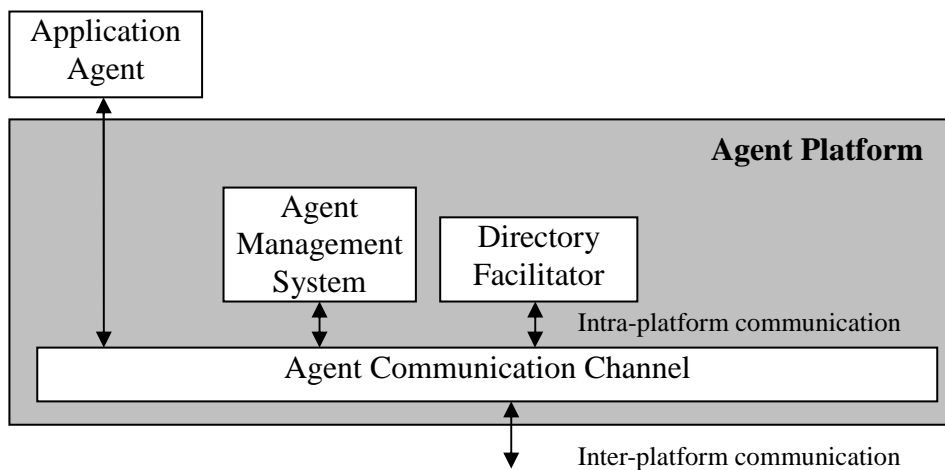 Application
Agent
Agent Platform
Agent
Management
System
Directory
Facilitator
Intra-platform communication
Agent Communication Channel
Inter-platform communication